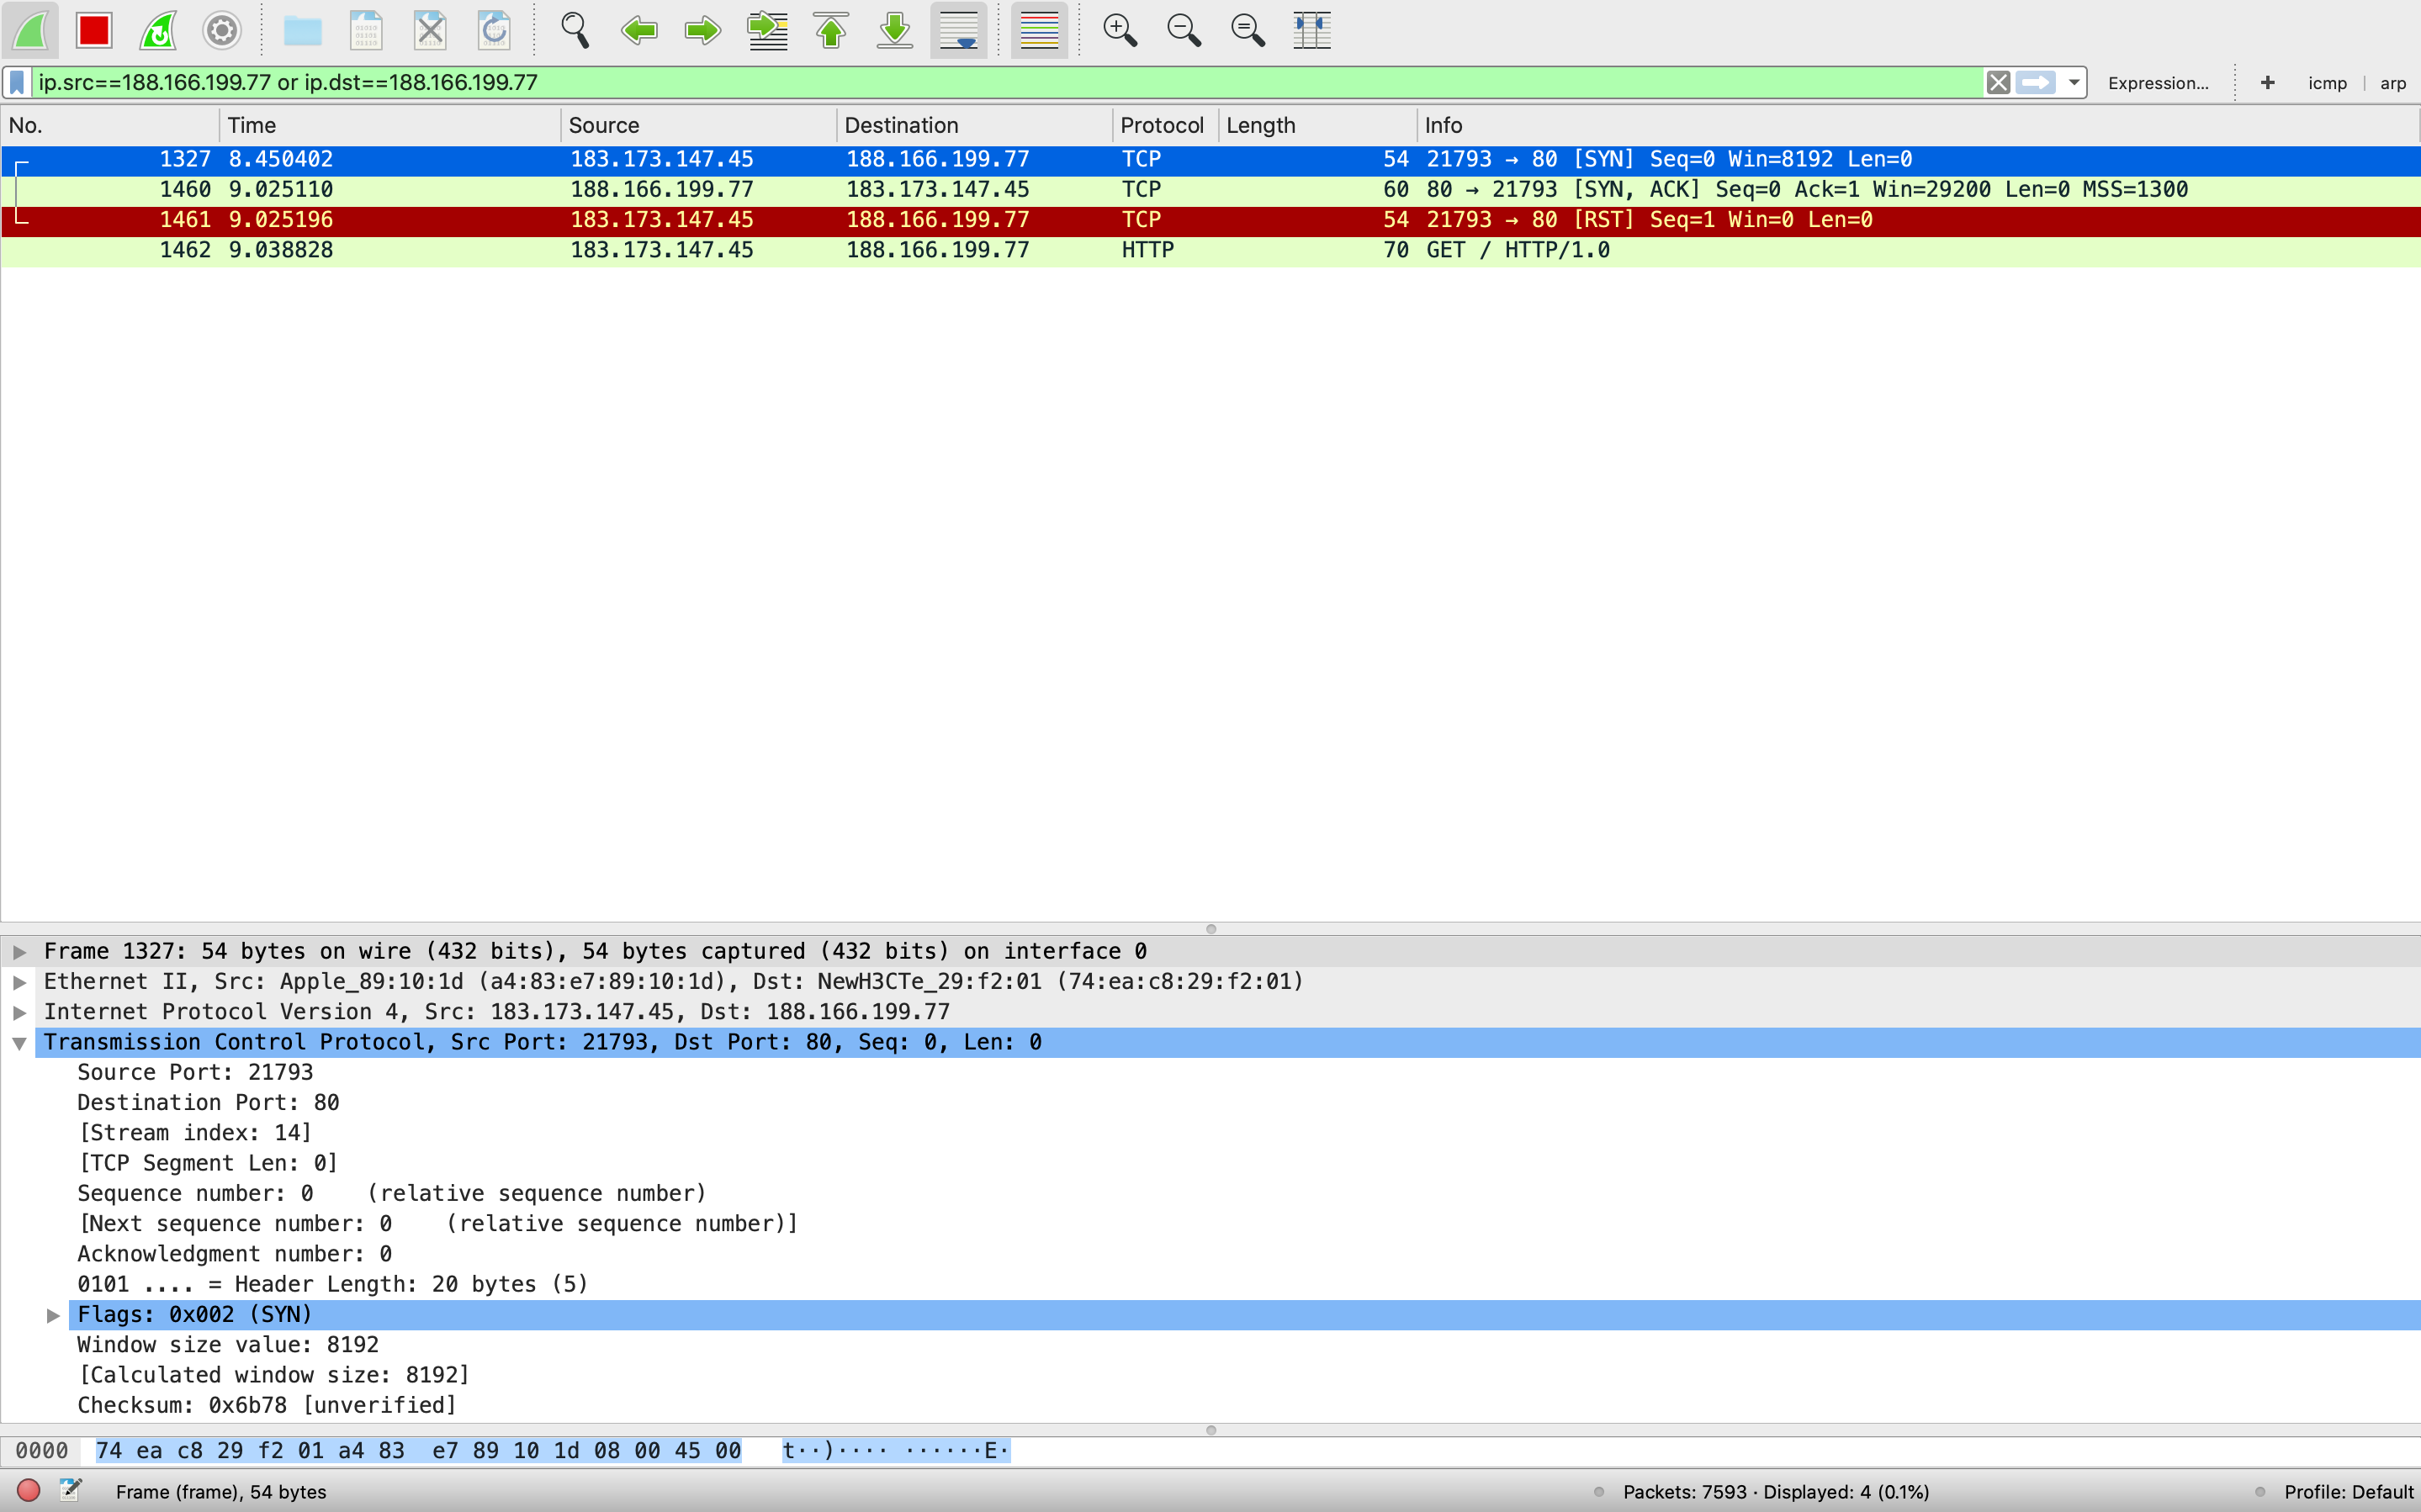 ip.src==188.166.199.77 or ip.dst==188.166.199.77 Expression... + icmp | arp
No. Time Source Destination Protocol Length Info
1327 8.450402 183.173.147.45 188.166.199.77 TCP 54 21793 → 80 [SYN] Seq=0 Win=8192 Len=0
1460 9.025110 188.166.199.77 183.173.147.45 TCP 60 80 → 21793 [SYN, ACK] Seq=0 Ack=1 Win=29200 Len=0 MSS=1300
1461 9.025196 183.173.147.45 188.166.199.77 TCP 54 21793 → 80 [RST] Seq=1 Win=0 Len=0
1462 9.038828 183.173.147.45 188.166.199.77 HTTP 70 GET / HTTP/1.0
Frame 1327: 54 bytes on wire (432 bits), 54 bytes captured (432 bits) on interface 0
Ethernet II, Src: Apple_89:10:1d (a4:83:e7:89:10:1d), Dst: NewH3CTe_29:f2:01 (74:ea:c8:29:f2:01)
Internet Protocol Version 4, Src: 183.173.147.45, Dst: 188.166.199.77
Transmission Control Protocol, Src Port: 21793, Dst Port: 80, Seq: 0, Len: 0
Source Port: 21793
Destination Port: 80
[Stream index: 14]
[TCP Segment Len: 0]
Sequence number: 0 (relative sequence number)
[Next sequence number: 0 (relative sequence number)]
Acknowledgment number: 0
0101 .... = Header Length: 20 bytes (5)
Flags: 0x002 (SYN)
Window size value: 8192
[Calculated window size: 8192]
Checksum: 0x6b78 [unverified]
0000 74 ea c8 29 f2 01 a4 83 e7 89 10 1d 08 00 45 00 t··)···· ······E·
Frame (frame), 54 bytes Packets: 7593 · Displayed: 4 (0.1%) Profile: Default